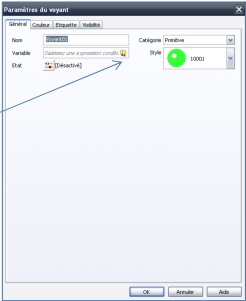 Paramètres du voyant
Général Couleur Etiquette Visibilité
Nom Voyant01 Catégorie Primitive
Variable Saisissez une expression conditi Style 10001
Etat [Désactivé]
OK Annuler Aide